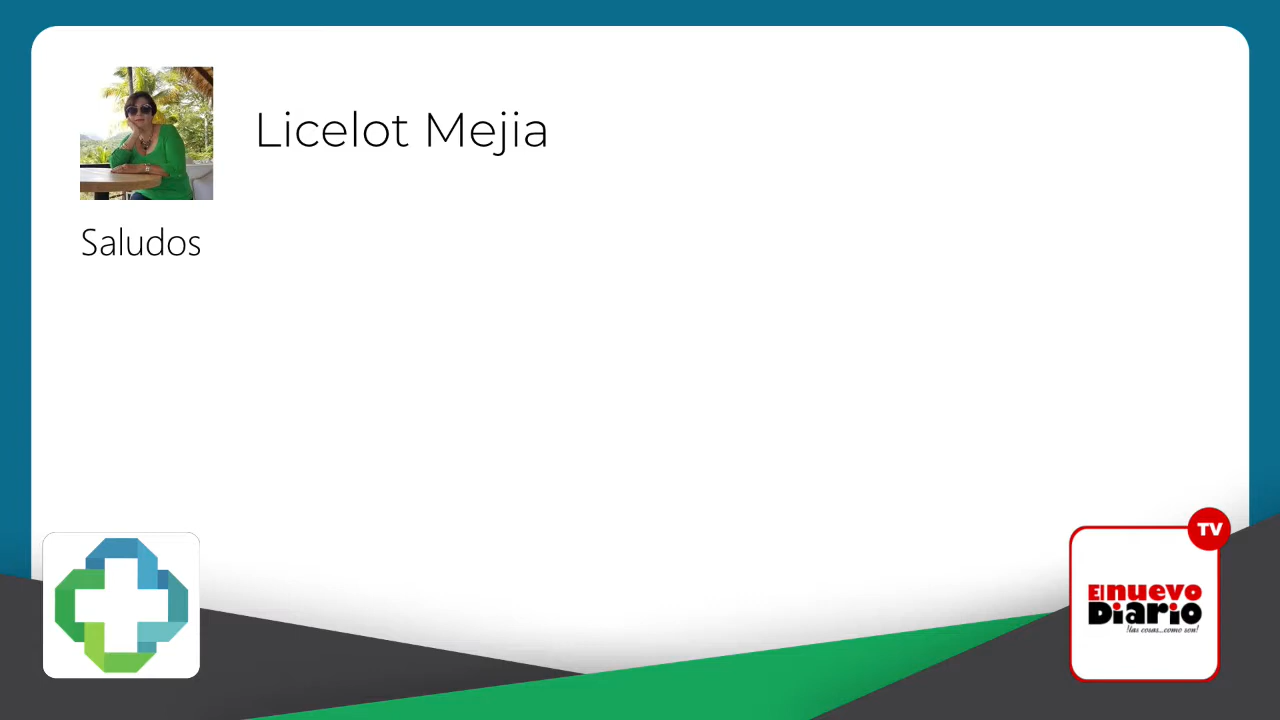 Licelot Mejia
Saludos
TV
El nuevo
Diario
¡las cosas...como son!